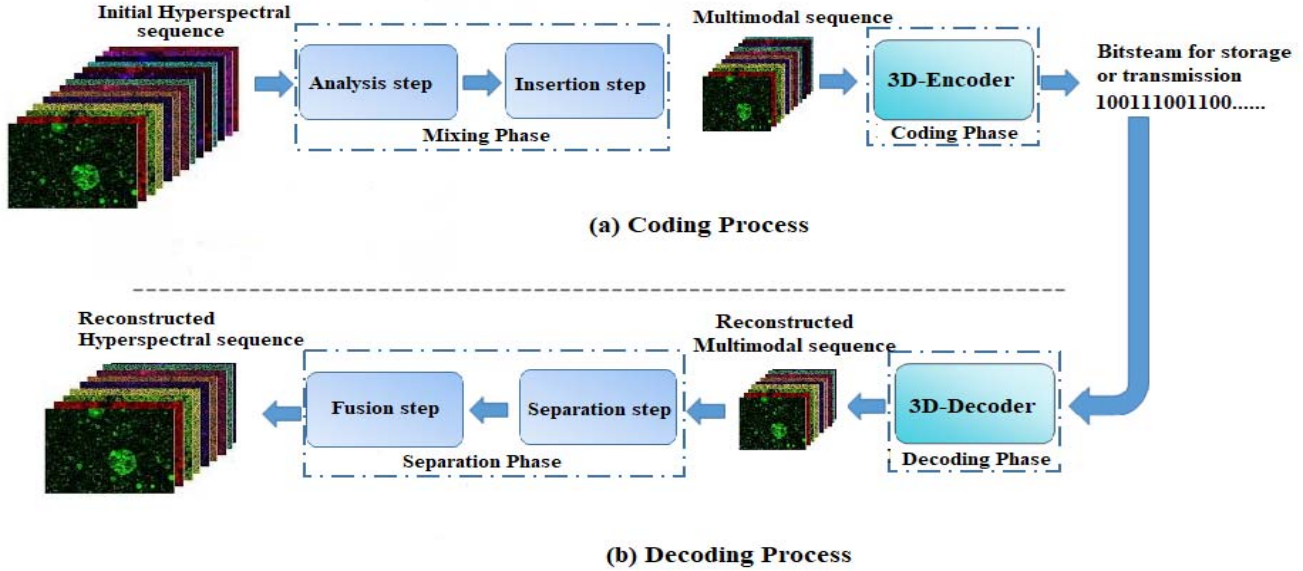 Initial Hyperspectral
sequence
Analysis step
Insertion step
Mixing Phase
Multimodal sequence
3D-Encoder
Coding Phase
Bitsteam for storage
or transmission
100111001100......
(a) Coding Process
Reconstructed
Hyperspectral sequence
Fusion step
Separation step
Separation Phase
Reconstructed
Multimodal sequence
3D-Decoder
Decoding Phase
(b) Decoding Process